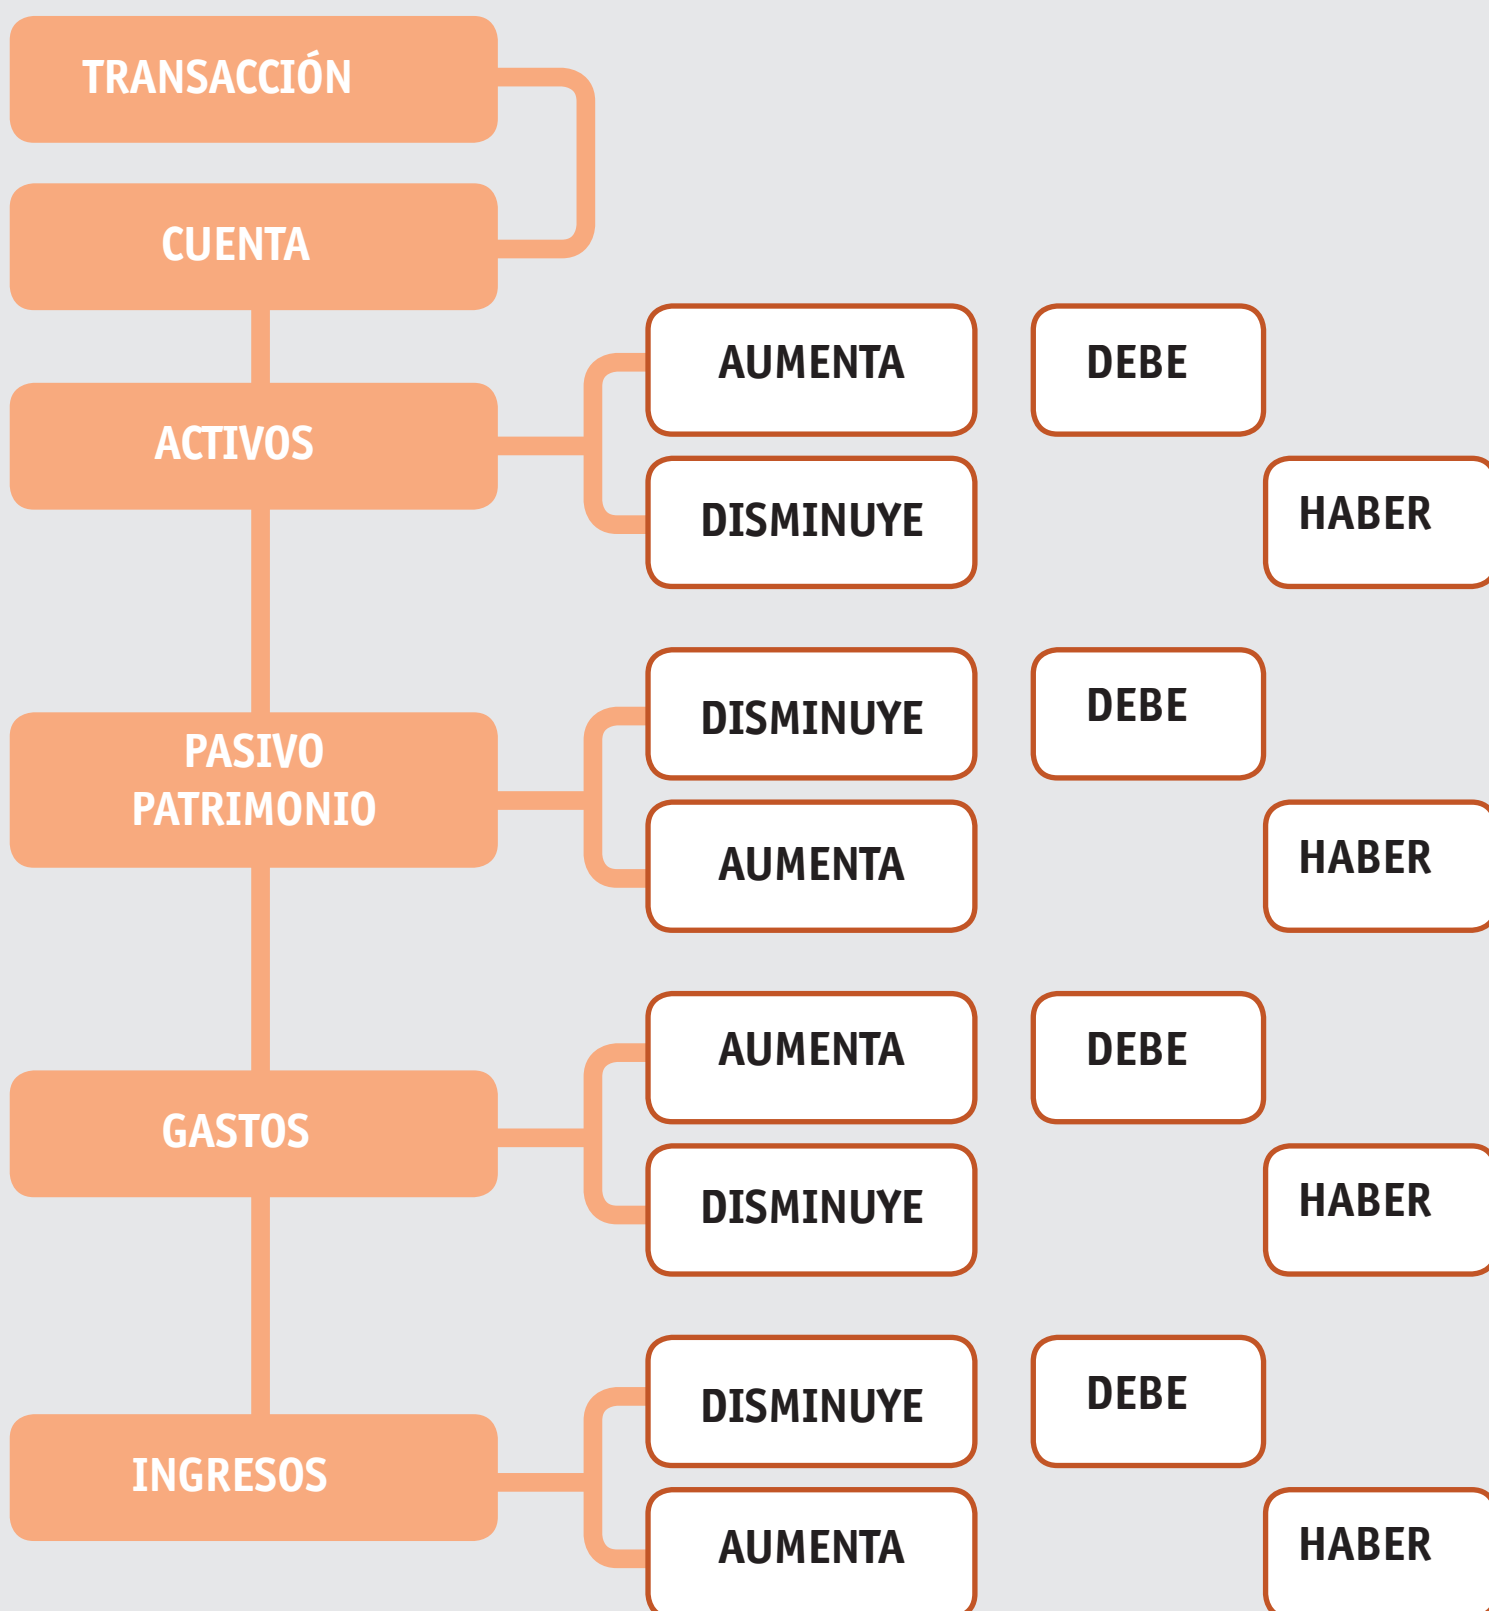 TRANSACCIÓN
CUENTA
ACTIVOS
AUMENTA DEBE
DISMINUYE HABER
PASIVO
PATRIMONIO
DISMINUYE DEBE
AUMENTA HABER
GASTOS
AUMENTA DEBE
DISMINUYE HABER
INGRESOS
DISMINUYE DEBE
AUMENTA HABER